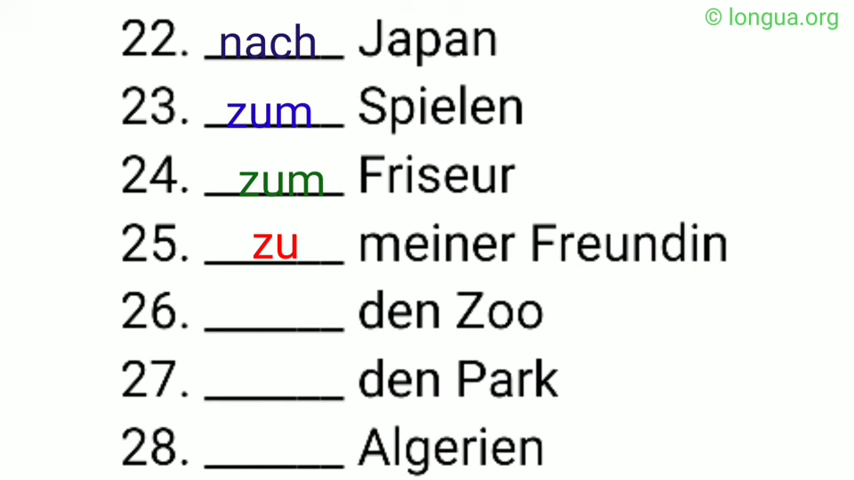 © longua.org
22. nach Japan
23. zum Spielen
24. zum Friseur
25. zu meiner Freundin
26. ______ den Zoo
27. ______ den Park
28. ______ Algerien